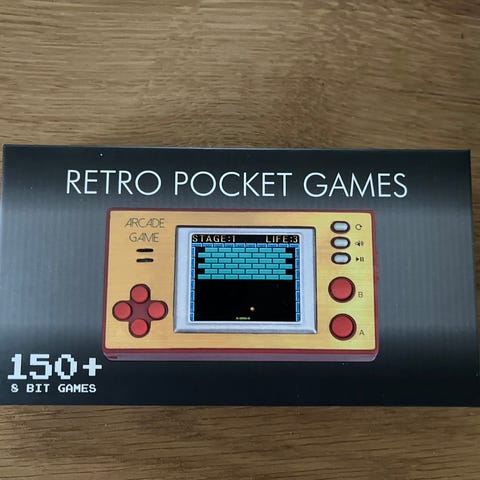 RETRO POCKET GAMES
ARCADE
GAME
STAGE:1 LIFE:3
B
A
150+
8 BIT GAMES